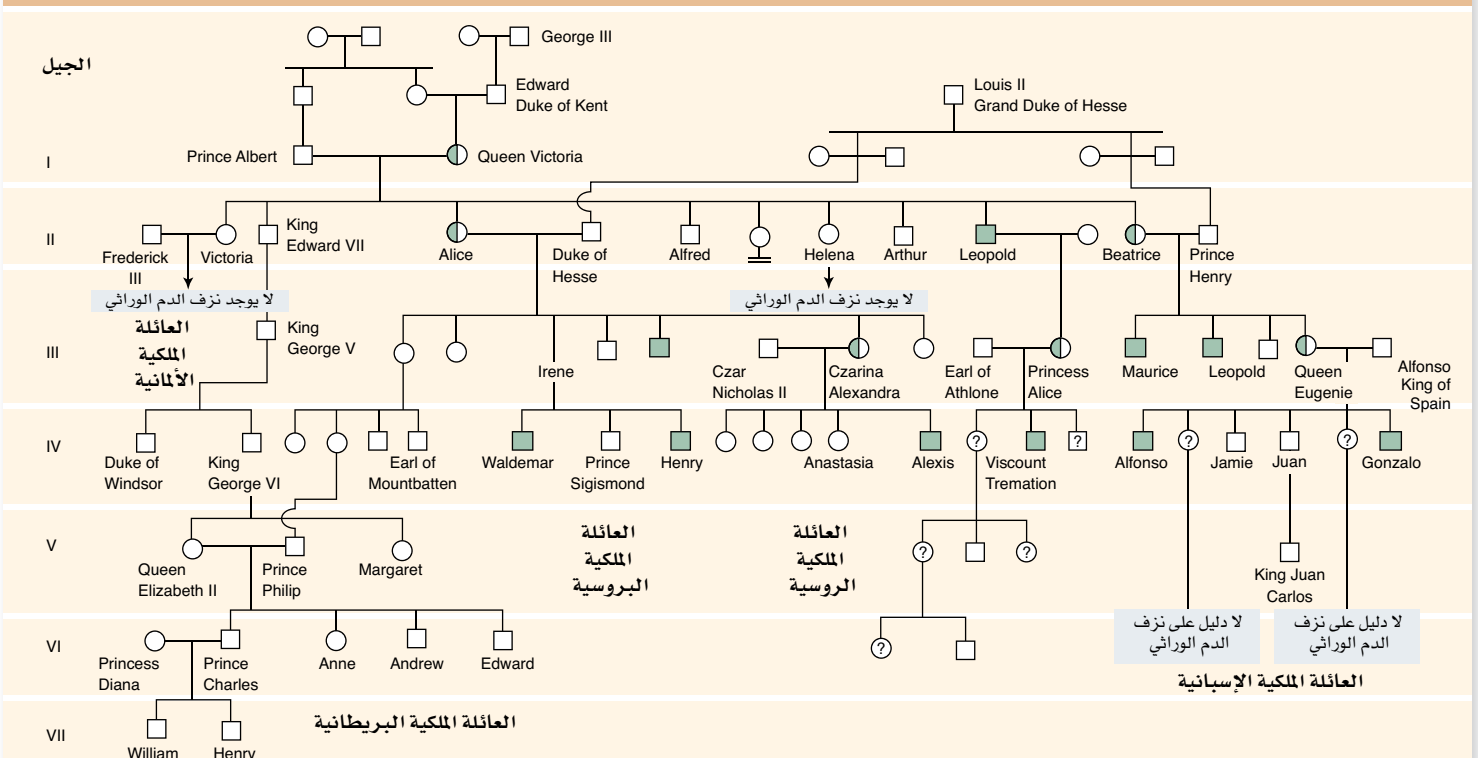 George III
الجيل
Edward
Duke of Kent
Louis II
Grand Duke of Hesse
I
Prince Albert
Queen Victoria
II
Frederick
III
Victoria
King
Edward VII
Alice
Duke of
Hesse
Alfred
Helena
Arthur
Leopold
Beatrice
Prince
Henry
لا يوجد نزف الدم الوراثي
لا يوجد نزف الدم الوراثي
العائلة
الملكية
الألمانية
III
King
George V
Irene
Czar
Nicholas II
Czarina
Alexandra
Earl of
Athlone
Princess
Alice
Maurice
Leopold
Queen
Eugenie
Alfonso
King of
Spain
IV
Duke of
Windsor
King
George VI
Earl of
Mountbatten
Waldemar
Prince
Sigismond
Henry
Anastasia
Alexis
?
Viscount
Tremation
?
Alfonso
?
Jamie
Juan
?
Gonzalo
V
Queen
Elizabeth II
Prince
Philip
Margaret
العائلة
الملكية
البروسية
العائلة
الملكية
الروسية
?
?
King Juan
Carlos
VI
Princess
Diana
Prince
Charles
Anne
Andrew
Edward
?
لا دليل على نزف
الدم الوراثي
لا دليل على نزف
الدم الوراثي
العائلة الملكية الإسبانية
VII
William
Henry
العائلة الملكية البريطانية